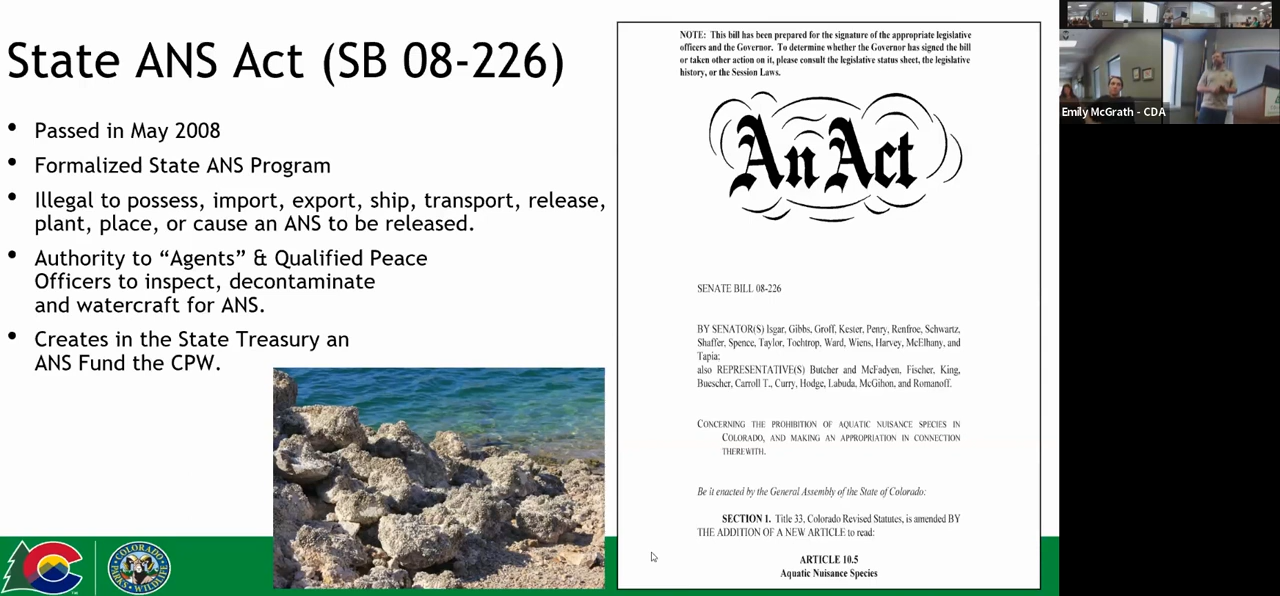 State ANS Act (SB 08-226)
• Passed in May 2008
• Formalized State ANS Program
• Illegal to possess, import, export, ship, transport, release,
plant, place, or cause an ANS to be released.
• Authority to “Agents” & Qualified Peace
Officers to inspect, decontaminate
and watercraft for ANS.
• Creates in the State Treasury an
ANS Fund the CPW.
COLORADO
PARKS & WILDLIFE
NOTE: This bill has been prepared for the signature of the appropriate legislative
officers and the Governor. To determine whether the Governor has signed the bill
or taken other action on it, please consult the legislative status sheet, the legislative
history, or the Session Laws.
An Act
SENATE BILL 08-226
BY SENATOR(S) Isgar, Gibbs, Groff, Kester, Penry, Renfroe, Schwartz,
Shaffer, Spence, Taylor, Tochtrop, Ward, Wiens, Harvey, McElhany, and
Tapia;
also REPRESENTATIVE(S) Butcher and McFadyen, Fischer, King,
Buescher, Carroll T., Curry, Hodge, Labuda, McGihon, and Romanoff.
CONCERNING THE PROHIBITION OF AQUATIC NUISANCE SPECIES IN
COLORADO, AND MAKING AN APPROPRIATION IN CONNECTION
THEREWITH.
Be it enacted by the General Assembly of the State of Colorado:
SECTION 1. Title 33, Colorado Revised Statutes, is amended BY
THE ADDITION OF A NEW ARTICLE to read:
ARTICLE 10.5
Aquatic Nuisance Species
Emily McGrath - CDA